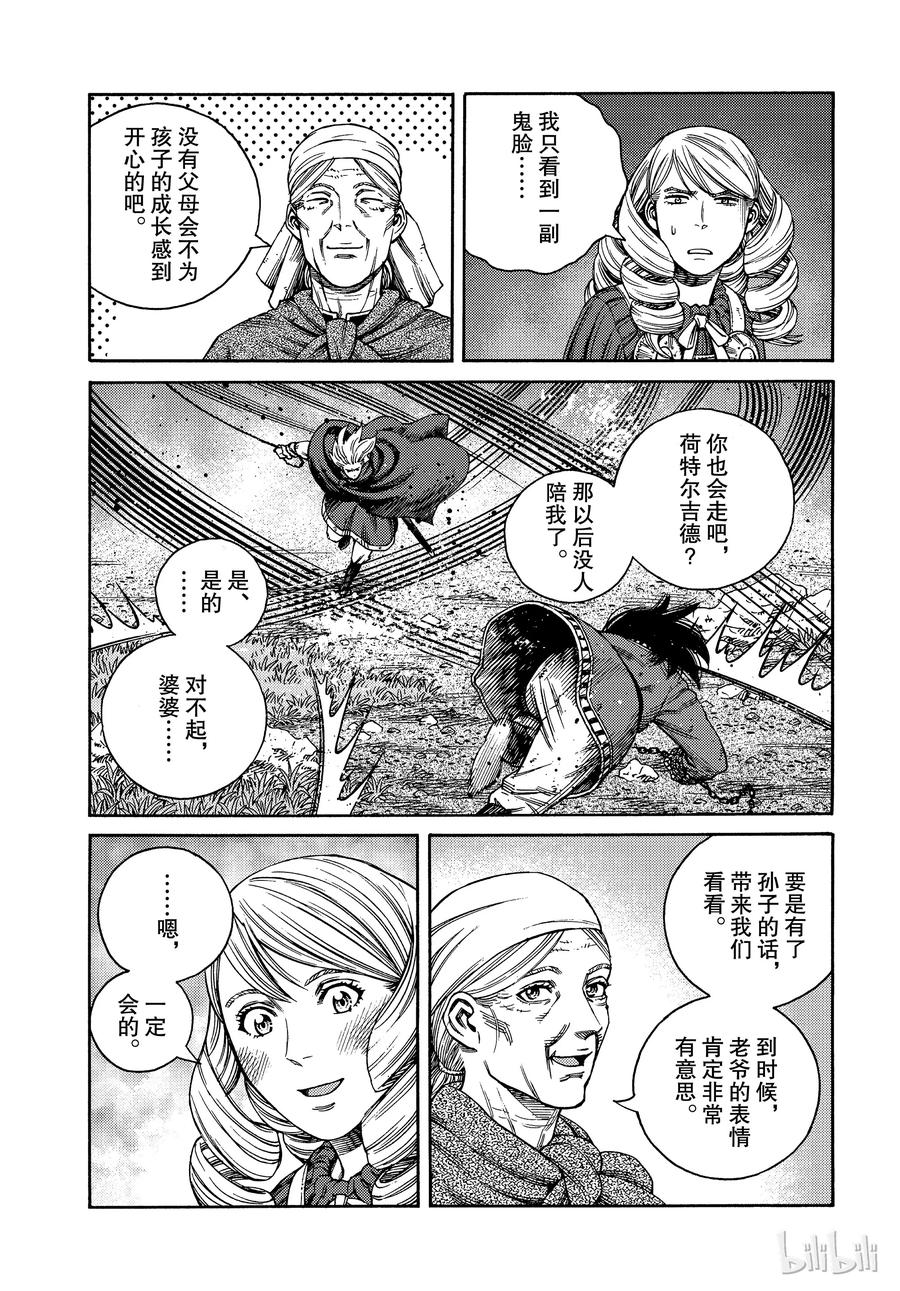 我只看到一副
鬼脸……
没有父母会不为
孩子的成长感到
开心的吧。
你也会走吧，
荷特尔吉德？
那以后没人
陪我了。
是、
是的
……
对不起，
婆婆……
要是有了
孙子的话，
带来我们
看看。
到时候，
老爷的表情
肯定非常
有意思。
……嗯，
一定
会的。
bilibili